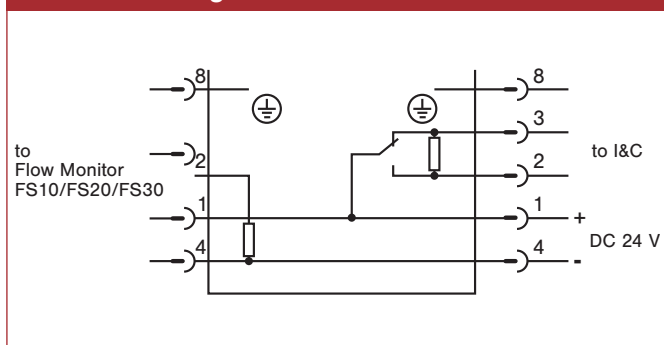 8
8
3
to
Flow Monitor
FS10/FS20/FS30
2
2
to I&C
1
1
+
DC 24 V
4
4
-